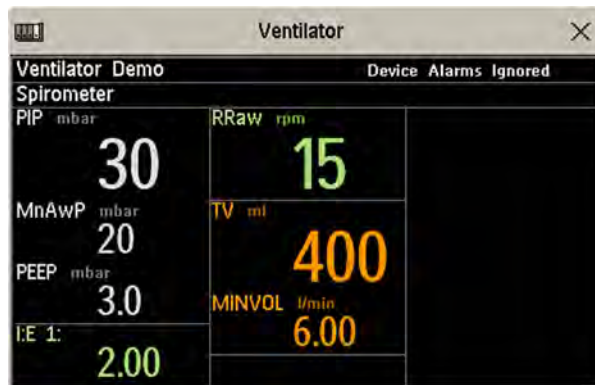 Ventilator
Ventilator Demo Device Alarms Ignored
Spirometer
PIP mbar
30
MnAwP mbar
20
PEEP mbar
3.0
I:E 1:
2.00
RRaw rpm
15
TV ml
400
MINVOL l/min
6.00